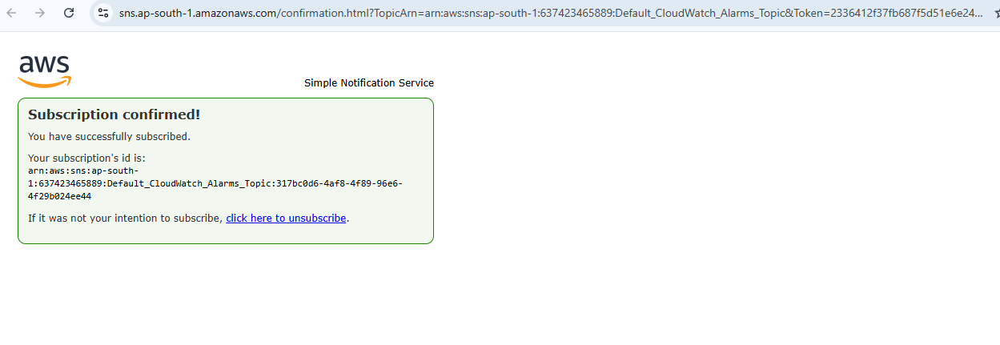 sns.ap-south-1.amazonaws.com/confirmation.html?TopicArn=arn:aws:sns:ap-south-1:637423465889:Default_CloudWatch_Alarms_Topic&Token=2336412f37fb687f5d51e6e24...
aws
Simple Notification Service
Subscription confirmed!
You have successfully subscribed.
Your subscription's id is:
arn:aws:sns:ap-south-
1:637423465889:Default_CloudWatch_Alarms_Topic:317bc0d6-4af8-4f89-96e6-
4f29b024ee44
If it was not your intention to subscribe, click here to unsubscribe.